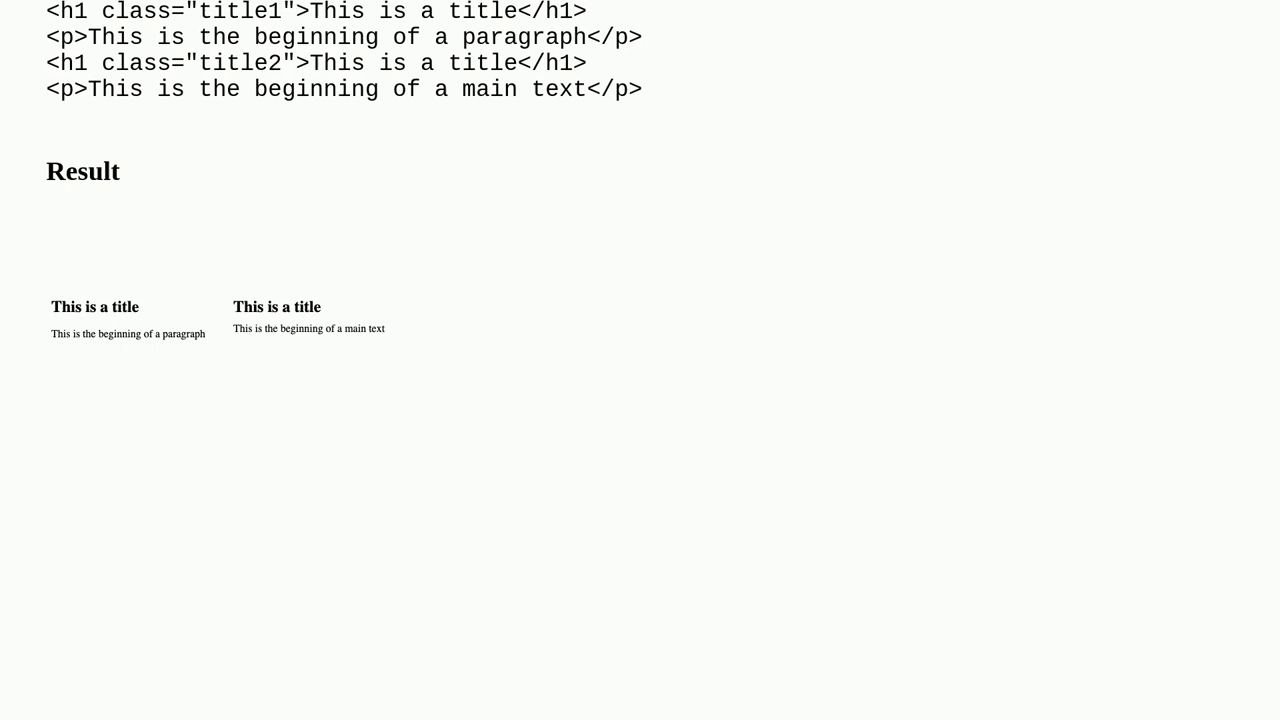 <h1 class="title1">This is a title</h1>
<p>This is the beginning of a paragraph</p>
<h1 class="title2">This is a title</h1>
<p>This is the beginning of a main text</p>
Result
This is a title
This is the beginning of a paragraph
This is a title
This is the beginning of a main text